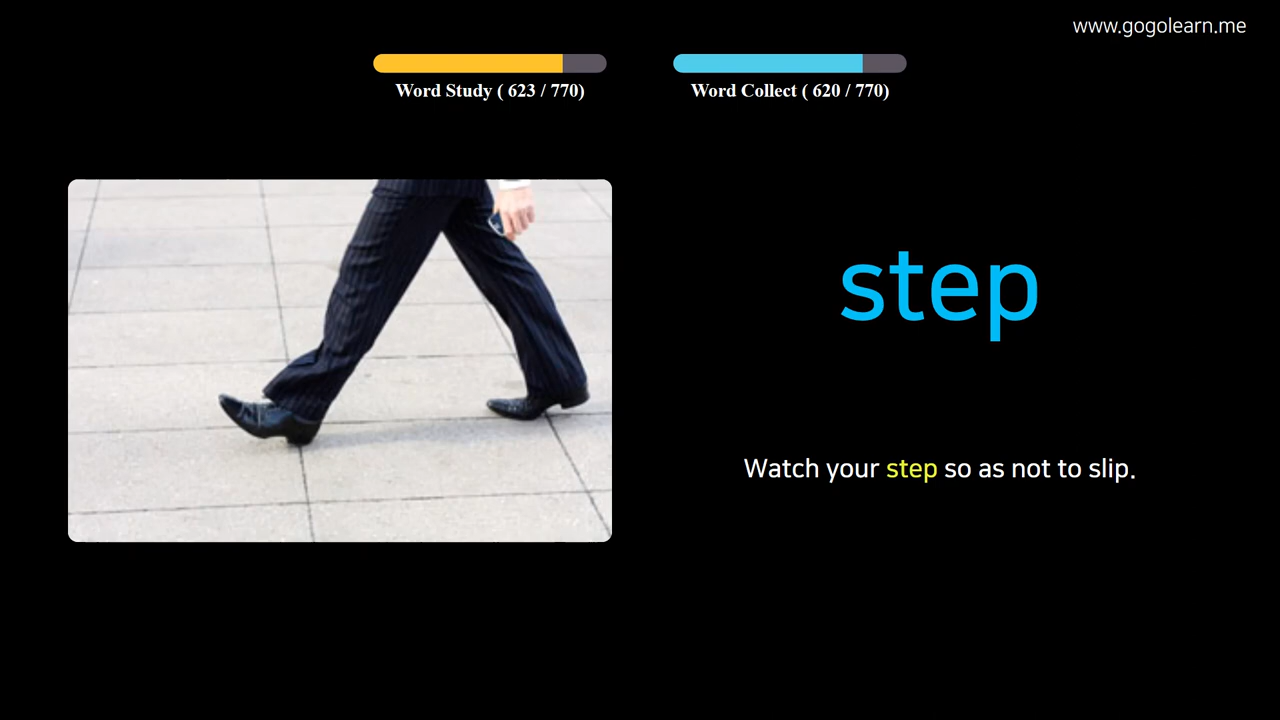 www.gogolearn.me
Word Study ( 623 / 770)
Word Collect ( 620 / 770)
step
Watch your step so as not to slip.